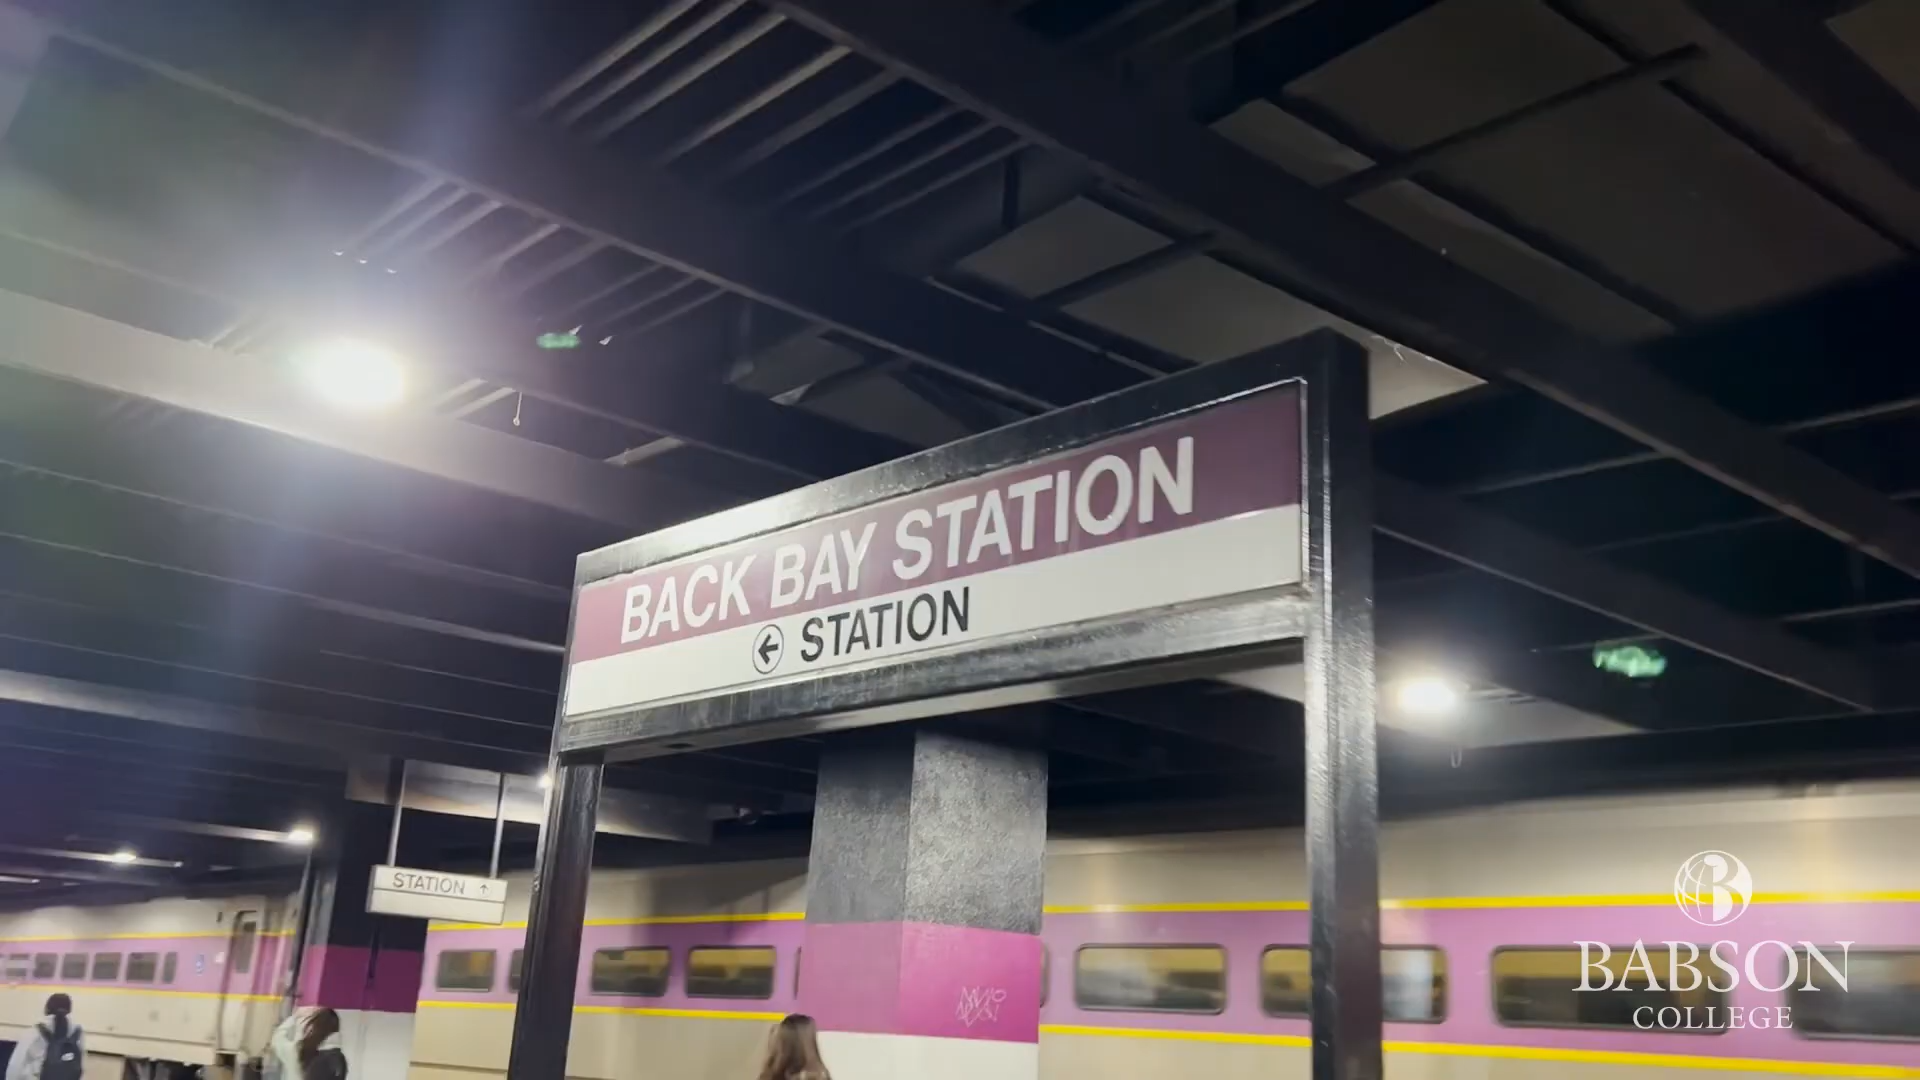 BACK BAY STATION
← STATION
STATION ↑
BABSON
COLLEGE